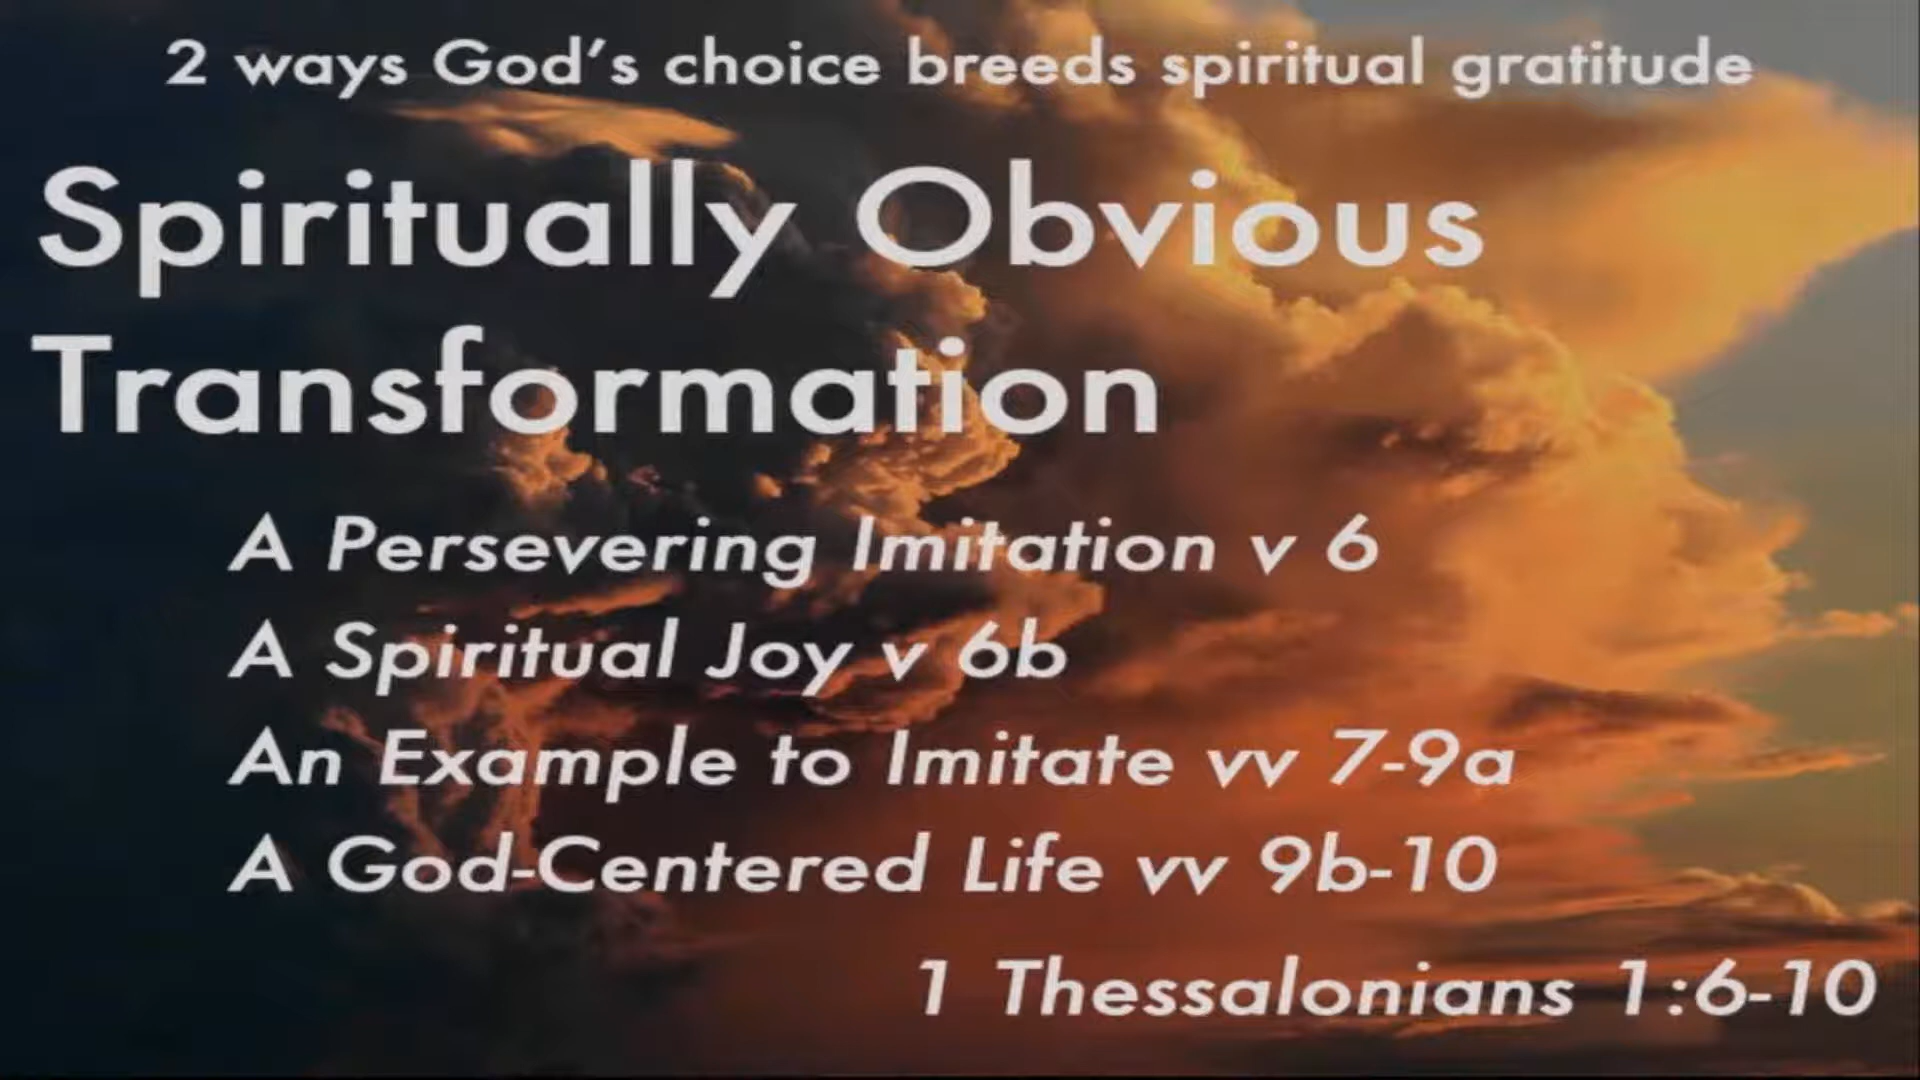 2 ways God's choice breeds spiritual gratitude
Spiritually Obvious
Transformation
A Persevering Imitation v 6
A Spiritual Joy v 6b
An Example to Imitate vv 7-9a
A God-Centered Life vv 9b-10
1 Thessalonians 1:6-10